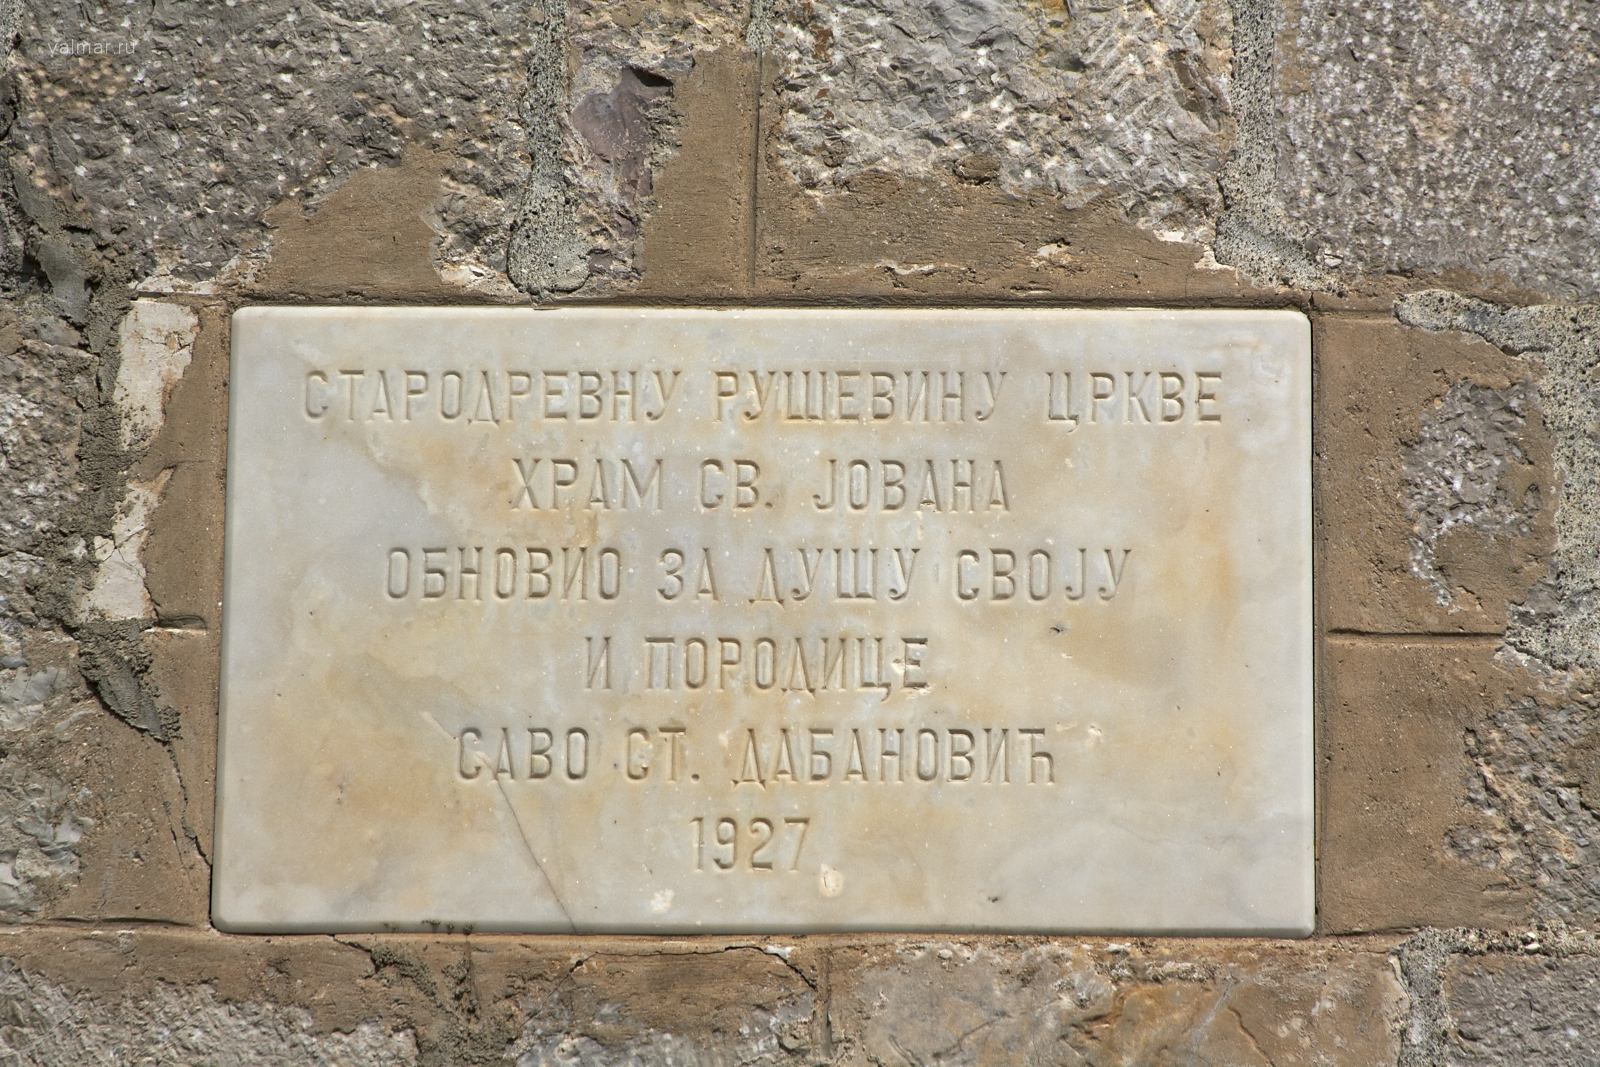 valmar.ru
СТАРОДРЕВНУ РУШЕВИНУ ЦРКВЕ
ХРАМ СВ. ЈОВАНА
ОБНОВИО ЗА ДУШУ СВОЈУ
И ПОРОДИЦЕ
САВО СТ. ДАБАНОВИЋ
1927